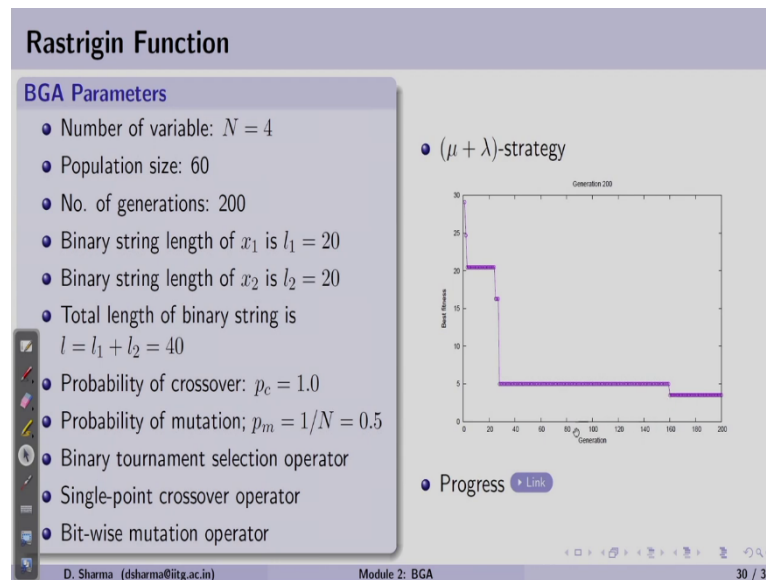 Rastrigin Function
BGA Parameters
Number of variable: N = 4
Population size: 60
No. of generations: 200
Binary string length of x₁ is l₁ = 20
Binary string length of x₂ is l₂ = 20
Total length of binary string is
l = l₁ + l₂ = 40
Probability of crossover: p_c = 1.0
Probability of mutation; p_m = 1/N = 0.5
Binary tournament selection operator
Single-point crossover operator
Bit-wise mutation operator
(μ + λ)-strategy
Generation 200
30
25
20
15
10
5
0
Best fitness
0 20 40 60 80 100 120 140 160 180 200
Generation
Progress Link
D. Sharma (dsharma@iitg.ac.in) Module 2: BGA 30 / 3